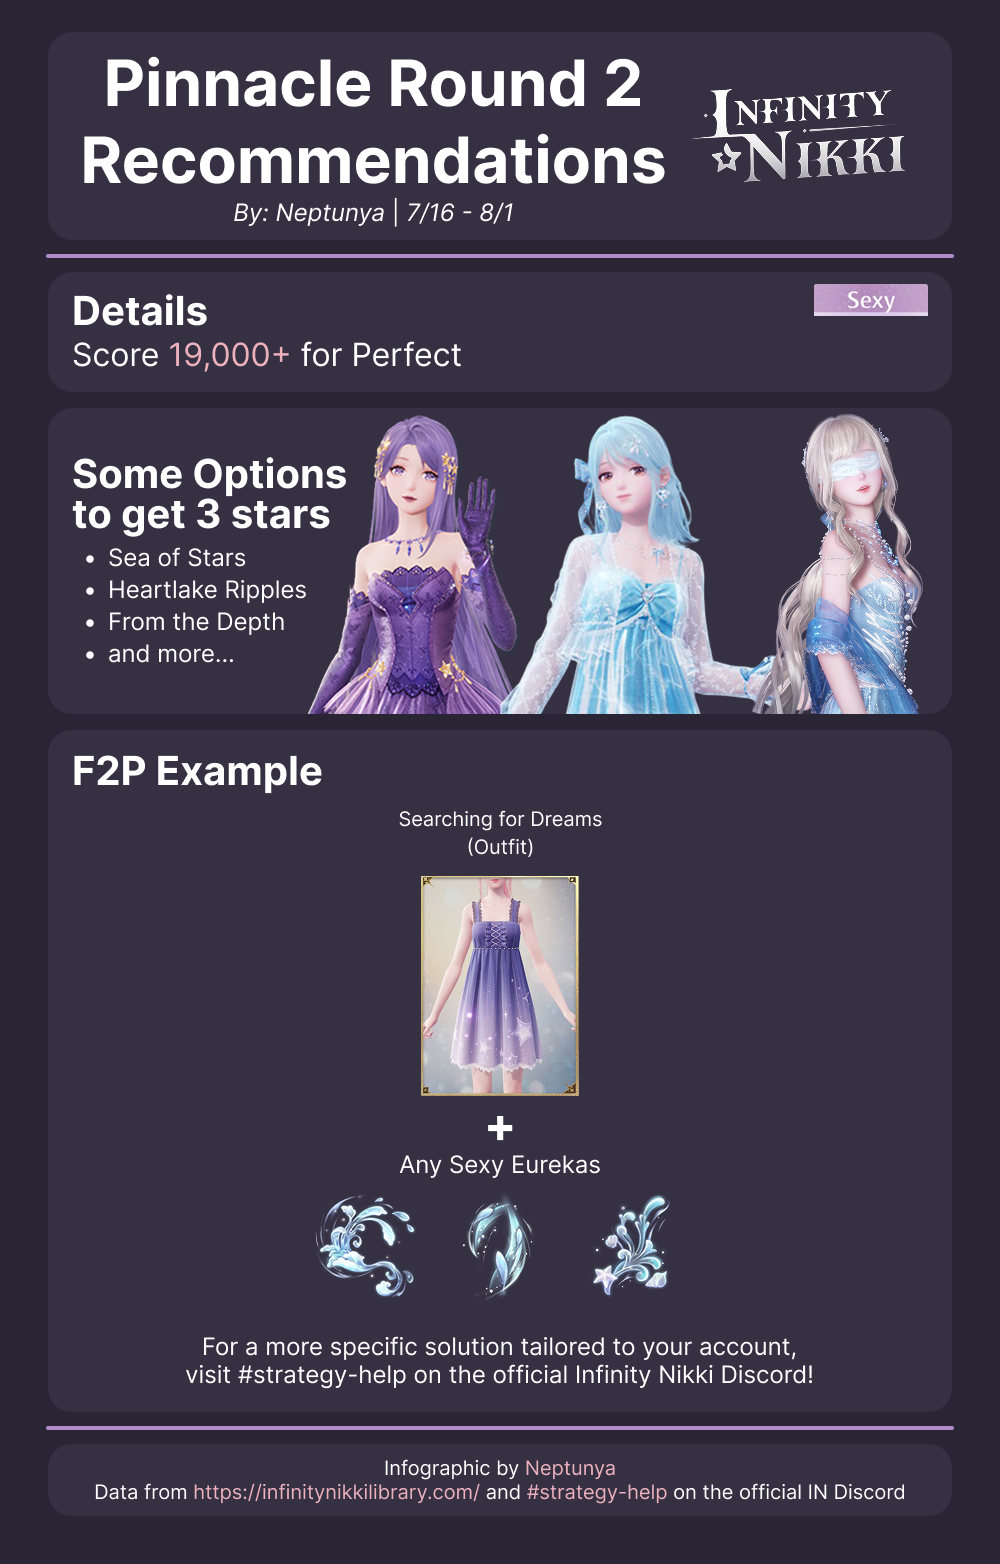 Pinnacle Round 2
Recommendations
By: Neptunya | 7/16 - 8/1
INFINITY
NIKKI
Details
Score 19,000+ for Perfect
Sexy
Some Options
to get 3 stars
• Sea of Stars
• Heartlake Ripples
• From the Depth
• and more...
F2P Example
Searching for Dreams
(Outfit)
+
Any Sexy Eurekas
For a more specific solution tailored to your account,
visit #strategy-help on the official Infinity Nikki Discord!
Infographic by Neptunya
Data from https://infinitynikkilibrary.com/ and #strategy-help on the official IN Discord